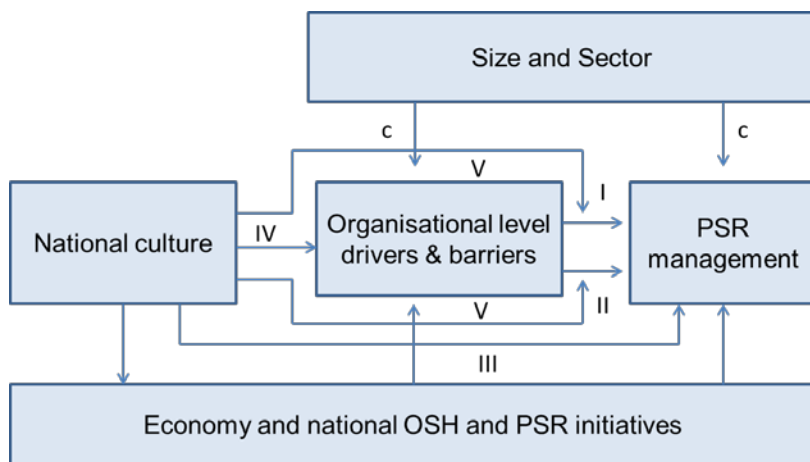 Size and Sector
c
c
V
I
National culture
IV
Organisational level
drivers & barriers
PSR
management
V
II
III
Economy and national OSH and PSR initiatives